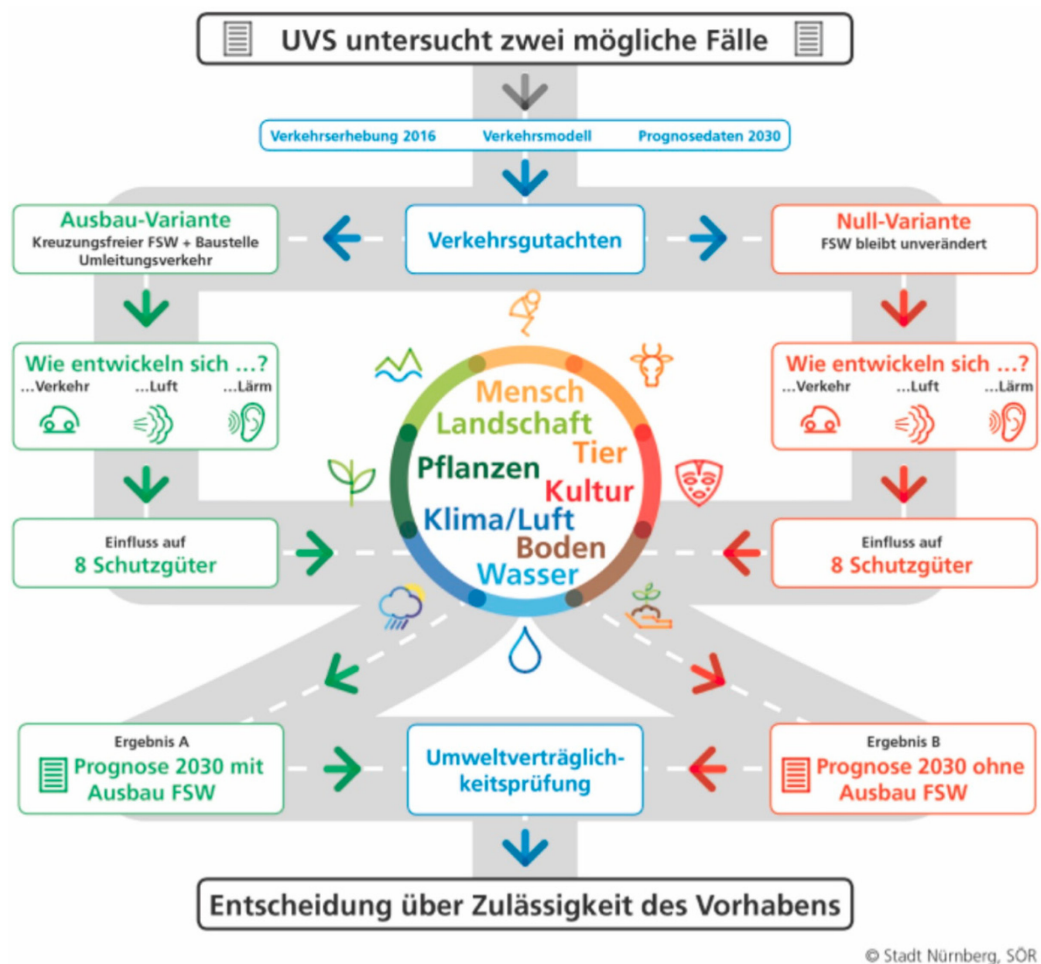 UVS untersucht zwei mögliche Fälle
Verkehrserhebung 2016 Verkehrsmodell Prognosedaten 2030
Ausbau-Variante
Kreuzungsfreier FSW + Baustelle
Umleitungsverkehr
Verkehrsgutachten
Null-Variante
FSW bleibt unverändert
Wie entwickeln sich ...?
...Verkehr ...Luft ...Lärm
Wie entwickeln sich ...?
...Verkehr ...Luft ...Lärm
Mensch
Landschaft
Tier
Pflanzen
Kultur
Klima/Luft
Boden
Wasser
Einfluss auf
8 Schutzgüter
Einfluss auf
8 Schutzgüter
Ergebnis A
Prognose 2030 mit
Ausbau FSW
Umweltverträglich-
keitsprüfung
Ergebnis B
Prognose 2030 ohne
Ausbau FSW
Entscheidung über Zulässigkeit des Vorhabens
© Stadt Nürnberg, SÖR